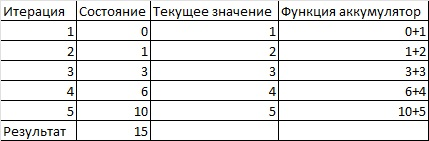 Итерация Состояние Текущее значение Функция аккумулятор
1 0 1 0+1
2 1 2 1+2
3 3 3 3+3
4 6 4 6+4
5 10 5 10+5
Результат 15